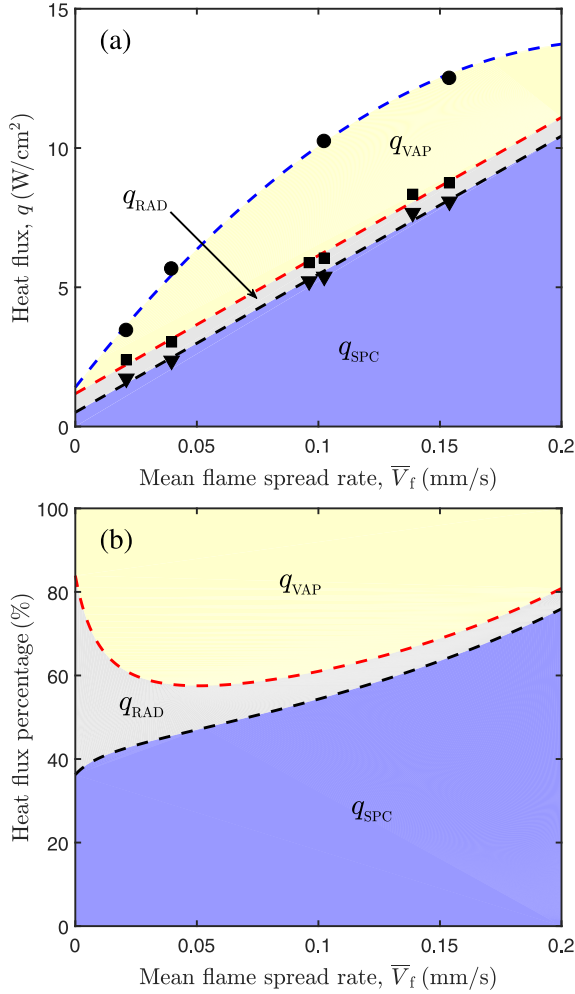 (a)
15
10
5
0
Heat flux, q (W/cm²)
q_VAP
q_RAD
q_SPC
0 0.05 0.1 0.15 0.2
Mean flame spread rate, V̅_f (mm/s)
(b)
100
80
60
40
20
0
Heat flux percentage (%)
q_VAP
q_RAD
q_SPC
0 0.05 0.1 0.15 0.2
Mean flame spread rate, V̅_f (mm/s)